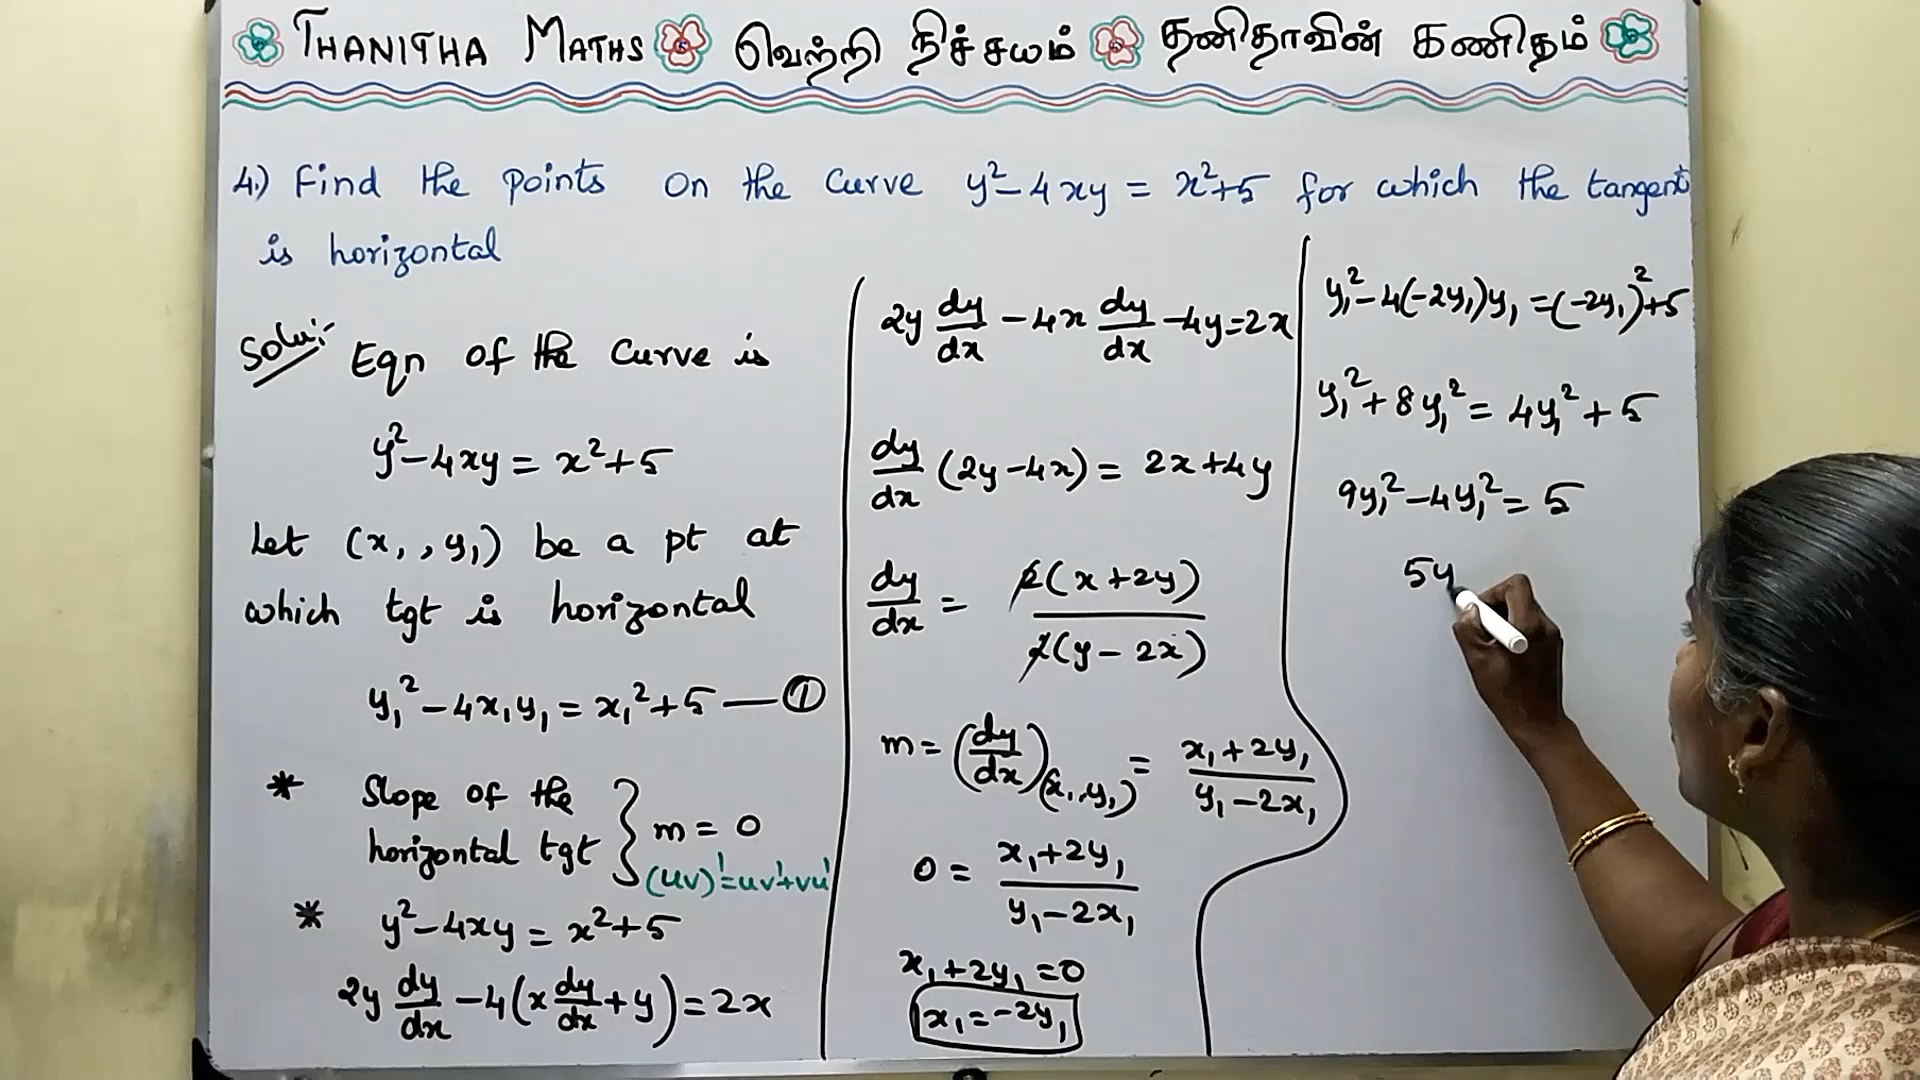 THANITHA MATHS வெற்றி நிச்சயம் தனிதாவின் கணிதம்
4.) Find the points on the curve y²-4xy = x²+5 for which the tangent
is horizontal
Solu:-
Eqn of the curve is
y²-4xy = x²+5
Let (x₁, y₁) be a pt at
which tgt is horizontal
y₁² - 4x₁y₁ = x₁²+5 — ①
* Slope of the
horizontal tgt } m = 0
(uv)' = uv'+vu'
* y²-4xy = x²+5
2y dy/dx - 4(x dy/dx + y) = 2x
2y dy/dx - 4x dy/dx - 4y = 2x
dy/dx (2y-4x) = 2x+4y
dy/dx = 2(x+2y) / 2(y-2x)
m = (dy/dx)(x₁,y₁) = x₁+2y₁ / y₁-2x₁
0 = x₁+2y₁ / y₁-2x₁
x₁+2y₁ = 0
x₁ = -2y₁
y₁² - 4(-2y₁)y₁ = (-2y₁)²+5
y₁² + 8y₁² = 4y₁² + 5
9y₁² - 4y₁² = 5
5y